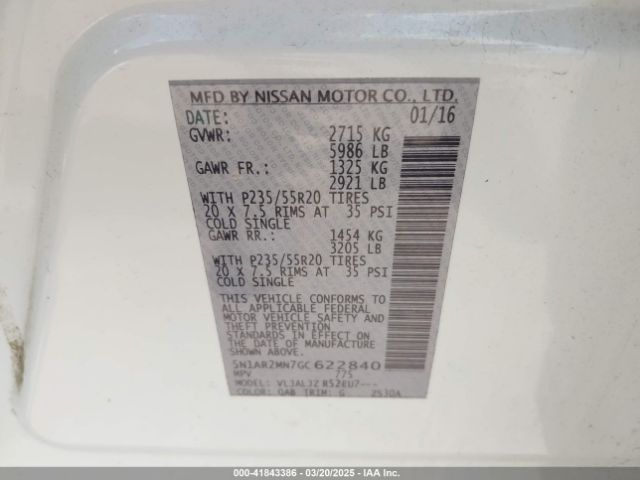 MFD BY NISSAN MOTOR CO., LTD.
DATE: 01/16
GVWR: 2715 KG
5986 LB
GAWR FR.: 1325 KG
2921 LB
WITH P235/55R20 TIRES
20 X 7.5 RIMS AT 35 PSI
COLD SINGLE
GAWR RR.: 1454 KG
3205 LB
WITH P235/55R20 TIRES
20 X 7.5 RIMS AT 35 PSI
COLD SINGLE
THIS VEHICLE CONFORMS TO
ALL APPLICABLE FEDERAL
MOTOR VEHICLE SAFETY AND
THEFT PREVENTION
STANDARDS IN EFFECT ON
THE DATE OF MANUFACTURE
5N1AR2MN7GC622840
MPV 775
MODEL: VLJALJZ
COLOR: QAB TRIM: G 2530A
000-41843386 - 03/20/2025 - IAA Inc.